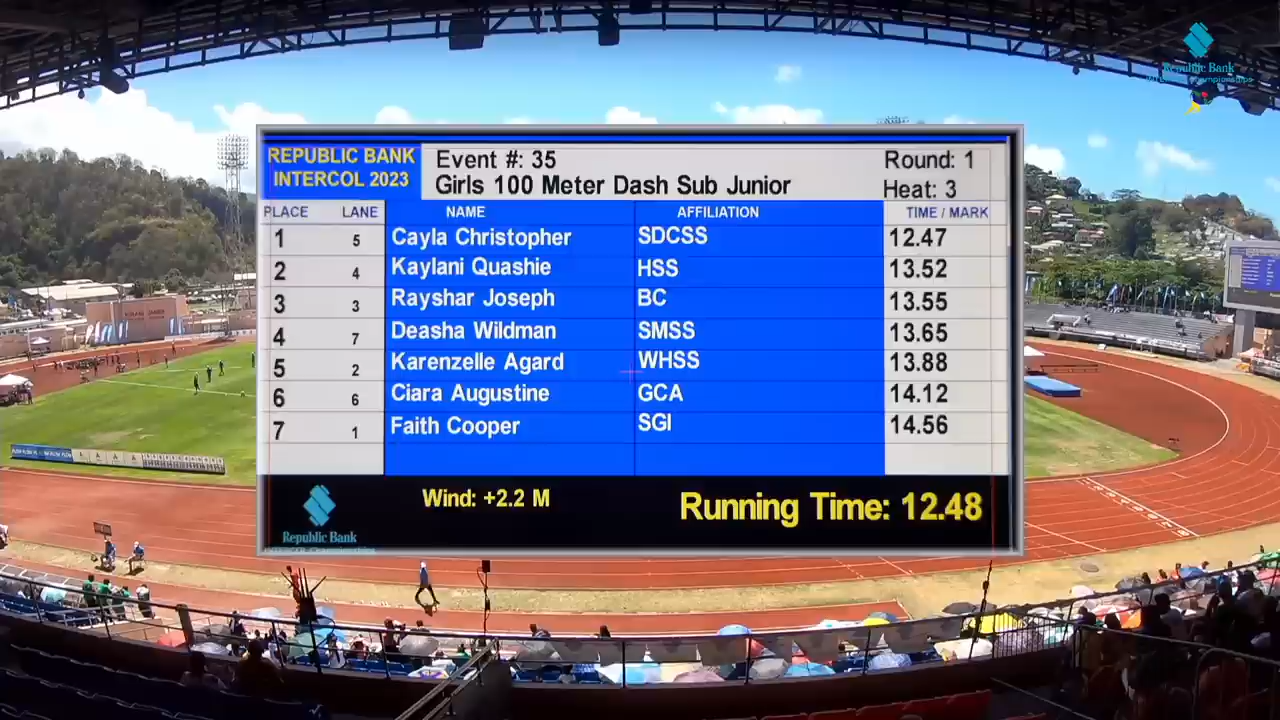 Republic Bank
REPUBLIC BANK
INTERCOL 2023
Event #: 35
Girls 100 Meter Dash Sub Junior
Round: 1
Heat: 3
PLACE LANE NAME AFFILIATION TIME / MARK
1 5 Cayla Christopher SDCSS 12.47
2 4 Kaylani Quashie HSS 13.52
3 3 Rayshar Joseph BC 13.55
4 7 Deasha Wildman SMSS 13.65
5 2 Karenzelle Agard WHSS 13.88
6 6 Ciara Augustine GCA 14.12
7 1 Faith Cooper SGI 14.56
Wind: +2.2 M
Running Time: 12.48
Republic Bank
INTERCOL Championships